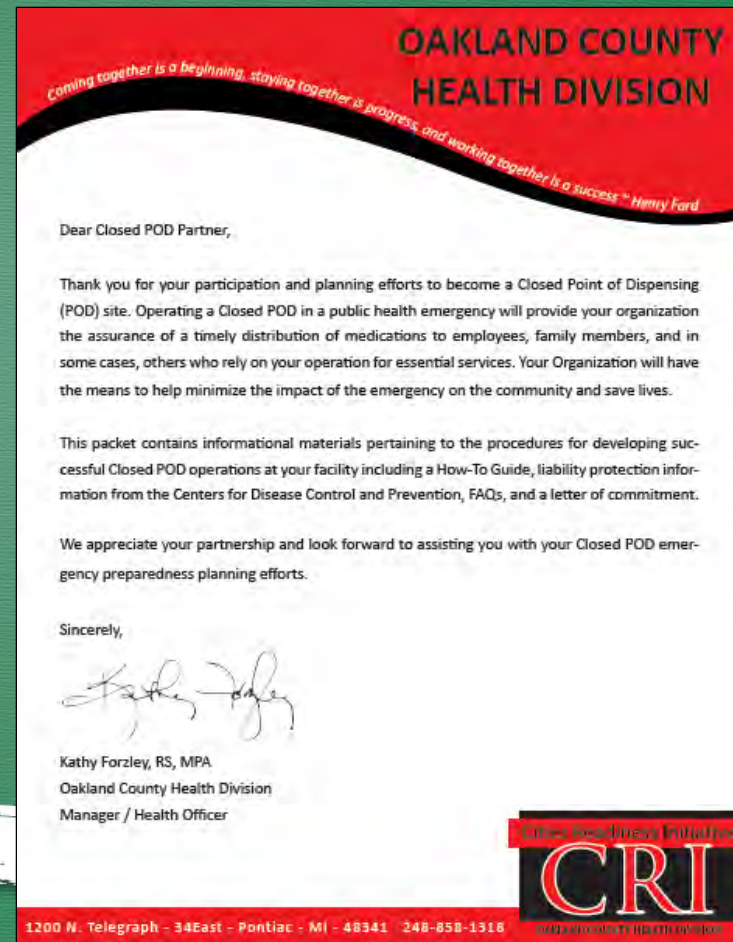 OAKLAND COUNTY
HEALTH DIVISION
Coming together is a beginning, staying together is progress, and working together is a success ~ Henry Ford
Dear Closed POD Partner,
Thank you for your participation and planning efforts to become a Closed Point of Dispensing
(POD) site. Operating a Closed POD in a public health emergency will provide your organization
the assurance of a timely distribution of medications to employees, family members, and in
some cases, others who rely on your operation for essential services. Your Organization will have
the means to help minimize the impact of the emergency on the community and save lives.
This packet contains informational materials pertaining to the procedures for developing suc-
cessful Closed POD operations at your facility including a How-To Guide, liability protection infor-
mation from the Centers for Disease Control and Prevention, FAQs, and a letter of commitment.
We appreciate your partnership and look forward to assisting you with your Closed POD emer-
gency preparedness planning efforts.
Sincerely,
Kathy Forzley
Kathy Forzley, RS, MPA
Oakland County Health Division
Manager / Health Officer
Cities Readiness Initiative
CRI
OAKLAND COUNTY HEALTH DIVISION
1200 N. Telegraph - 34East - Pontiac - MI - 48341 248-858-1318